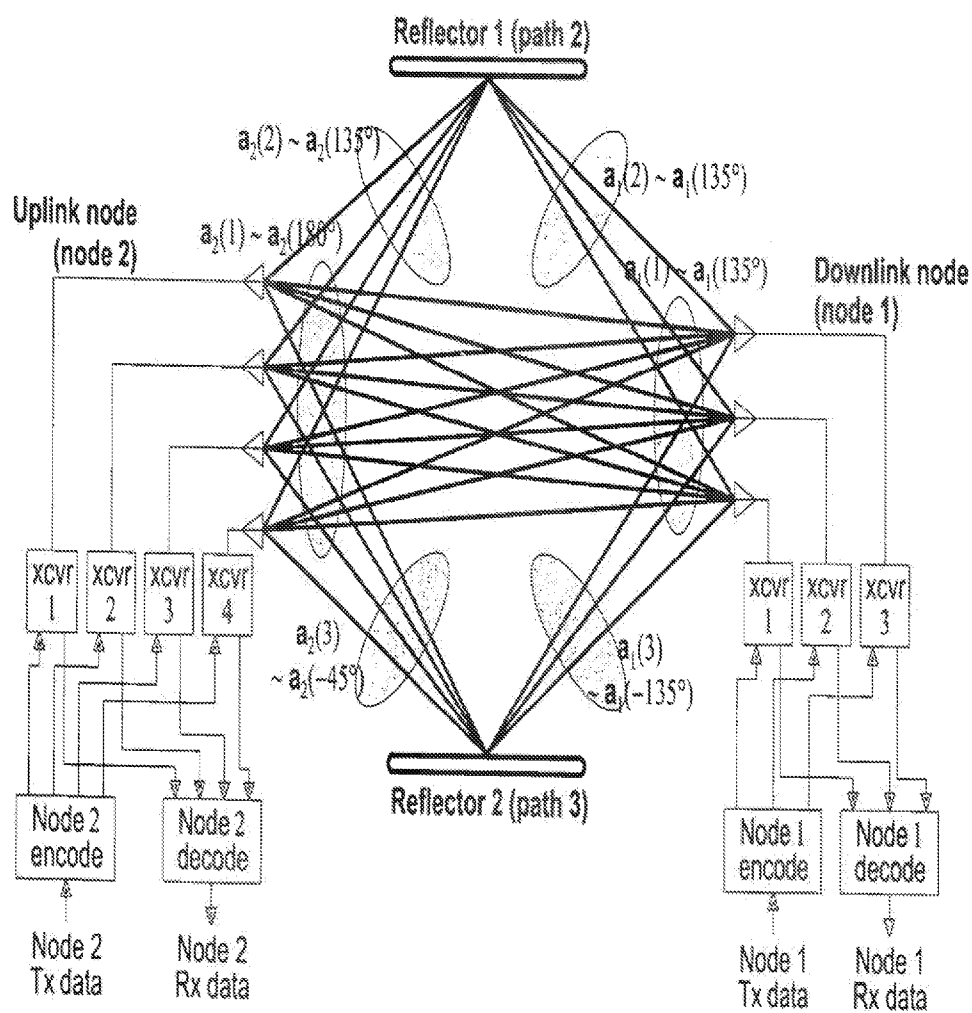 Reflector 1 (path 2)
a2(2) ~ a2(135°)
a1(2) ~ a1(135°)
Uplink node
(node 2)
a2(1) ~ a2(180°)
a1(1) ~ a1(135°)
Downlink node
(node 1)
xcvr
1
xcvr
2
xcvr
3
xcvr
4
xcvr
1
xcvr
2
xcvr
3
a2(3)
~ a2(−45°)
a1(3)
~ a1(−135°)
Reflector 2 (path 3)
Node 2
encode
Node 2
decode
Node 1
encode
Node 1
decode
Node 2
Tx data
Node 2
Rx data
Node 1
Tx data
Node 1
Rx data